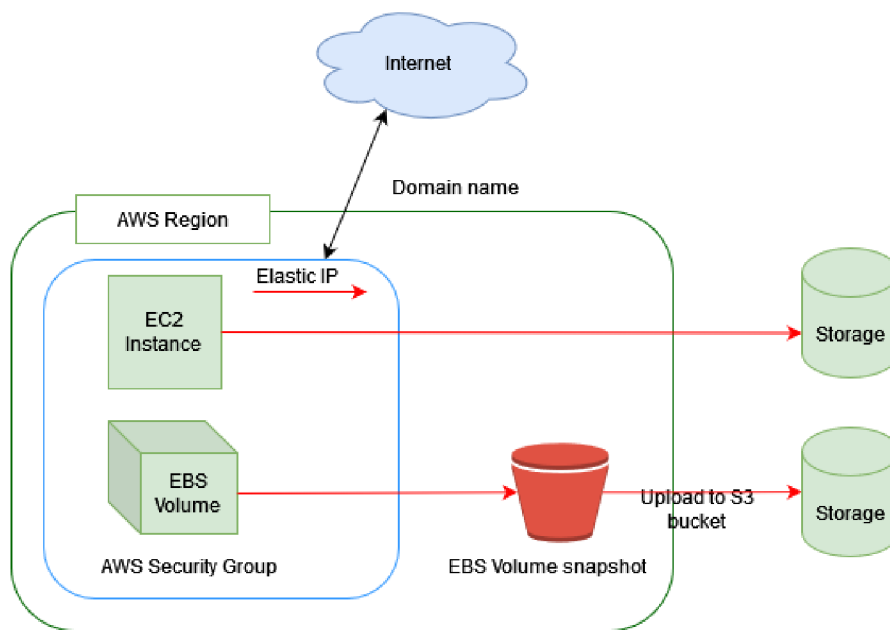 Internet
Domain name
AWS Region
Elastic IP
EC2
Instance
Storage
EBS
Volume
Upload to S3
bucket
Storage
AWS Security Group
EBS Volume snapshot